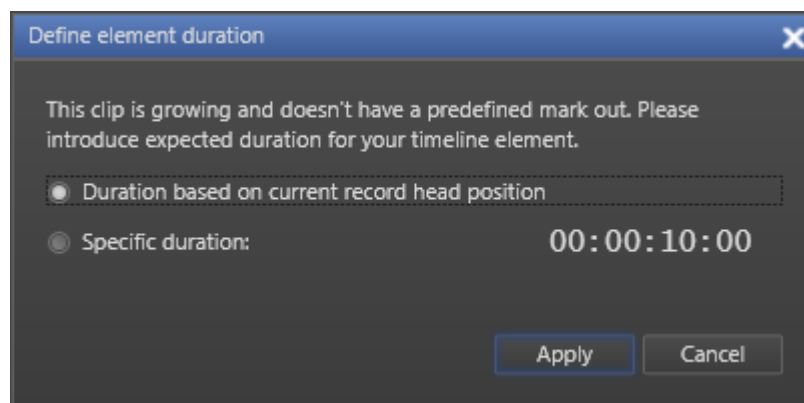 Define element duration
This clip is growing and doesn't have a predefined mark out. Please
introduce expected duration for your timeline element.
Duration based on current record head position
Specific duration: 00:00:10:00
Apply Cancel